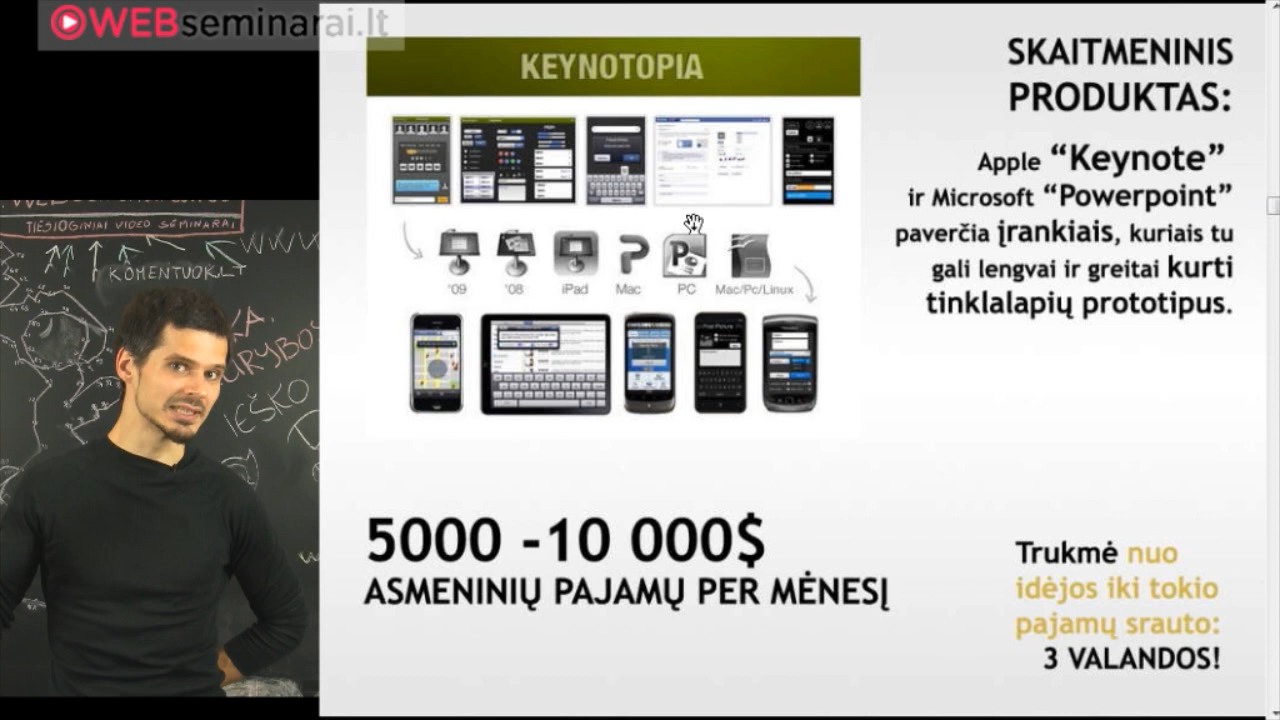 WEBseminarai.lt
TIESIOGINIAI VIDEO SEMINARAI
WWW
KOMENTUOK.LT
IEŠKO
KEYNOTOPIA
'09
'08
iPad
Mac
PC
Mac/Pc/Linux
5000 -10 000$
ASMENINIŲ PAJAMŲ PER MĖNESĮ
SKAITMENINIS
PRODUKTAS:
Apple “Keynote”
ir Microsoft “Powerpoint”
paverčia įrankiais, kuriais tu
gali lengvai ir greitai kurti
tinklalapių prototipus.
Trukmė nuo
idėjos iki tokio
pajamų srauto:
3 VALANDOS!